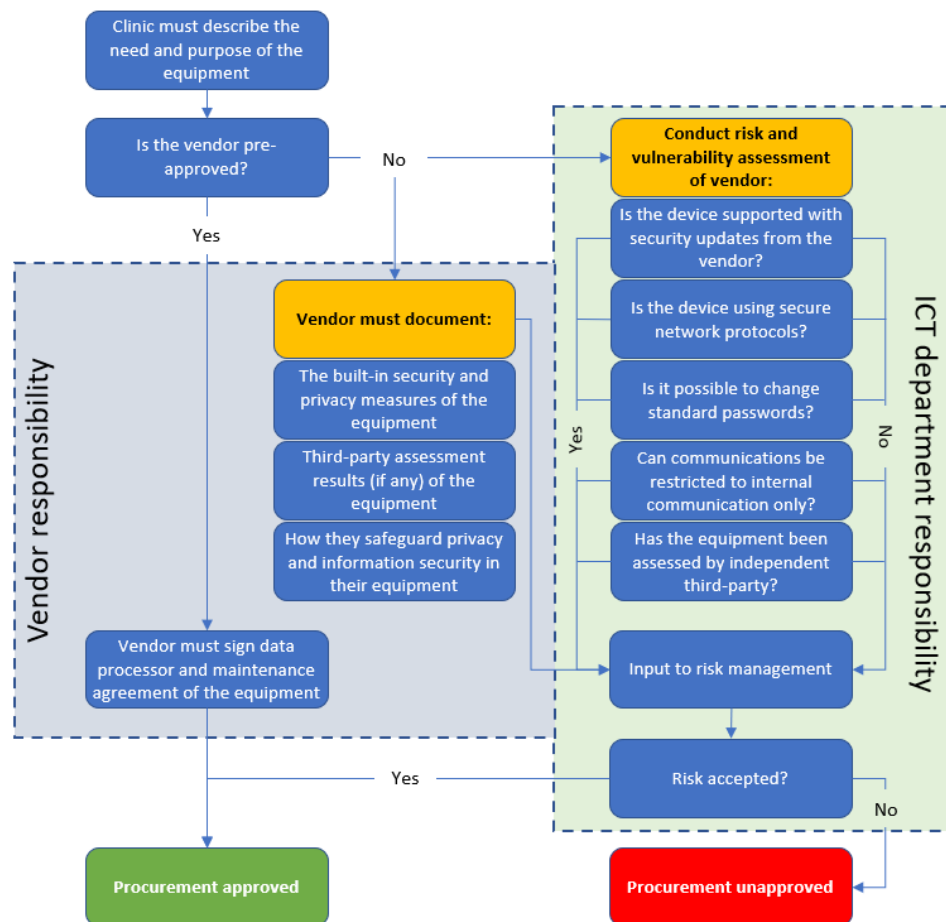 Clinic must describe the
need and purpose of the
equipment
Is the vendor pre-
approved?
No
Yes
Conduct risk and
vulnerability assessment
of vendor:
Is the device supported with
security updates from the
vendor?
Is the device using secure
network protocols?
Is it possible to change
standard passwords?
Can communications be
restricted to internal
communication only?
Has the equipment been
assessed by independent
third-party?
Yes
No
ICT department responsibility
Vendor responsibility
Vendor must document:
The built-in security and
privacy measures of the
equipment
Third-party assessment
results (if any) of the
equipment
How they safeguard privacy
and information security in
their equipment
Vendor must sign data
processor and maintenance
agreement of the equipment
Input to risk management
Risk accepted?
Yes
No
Procurement approved
Procurement unapproved